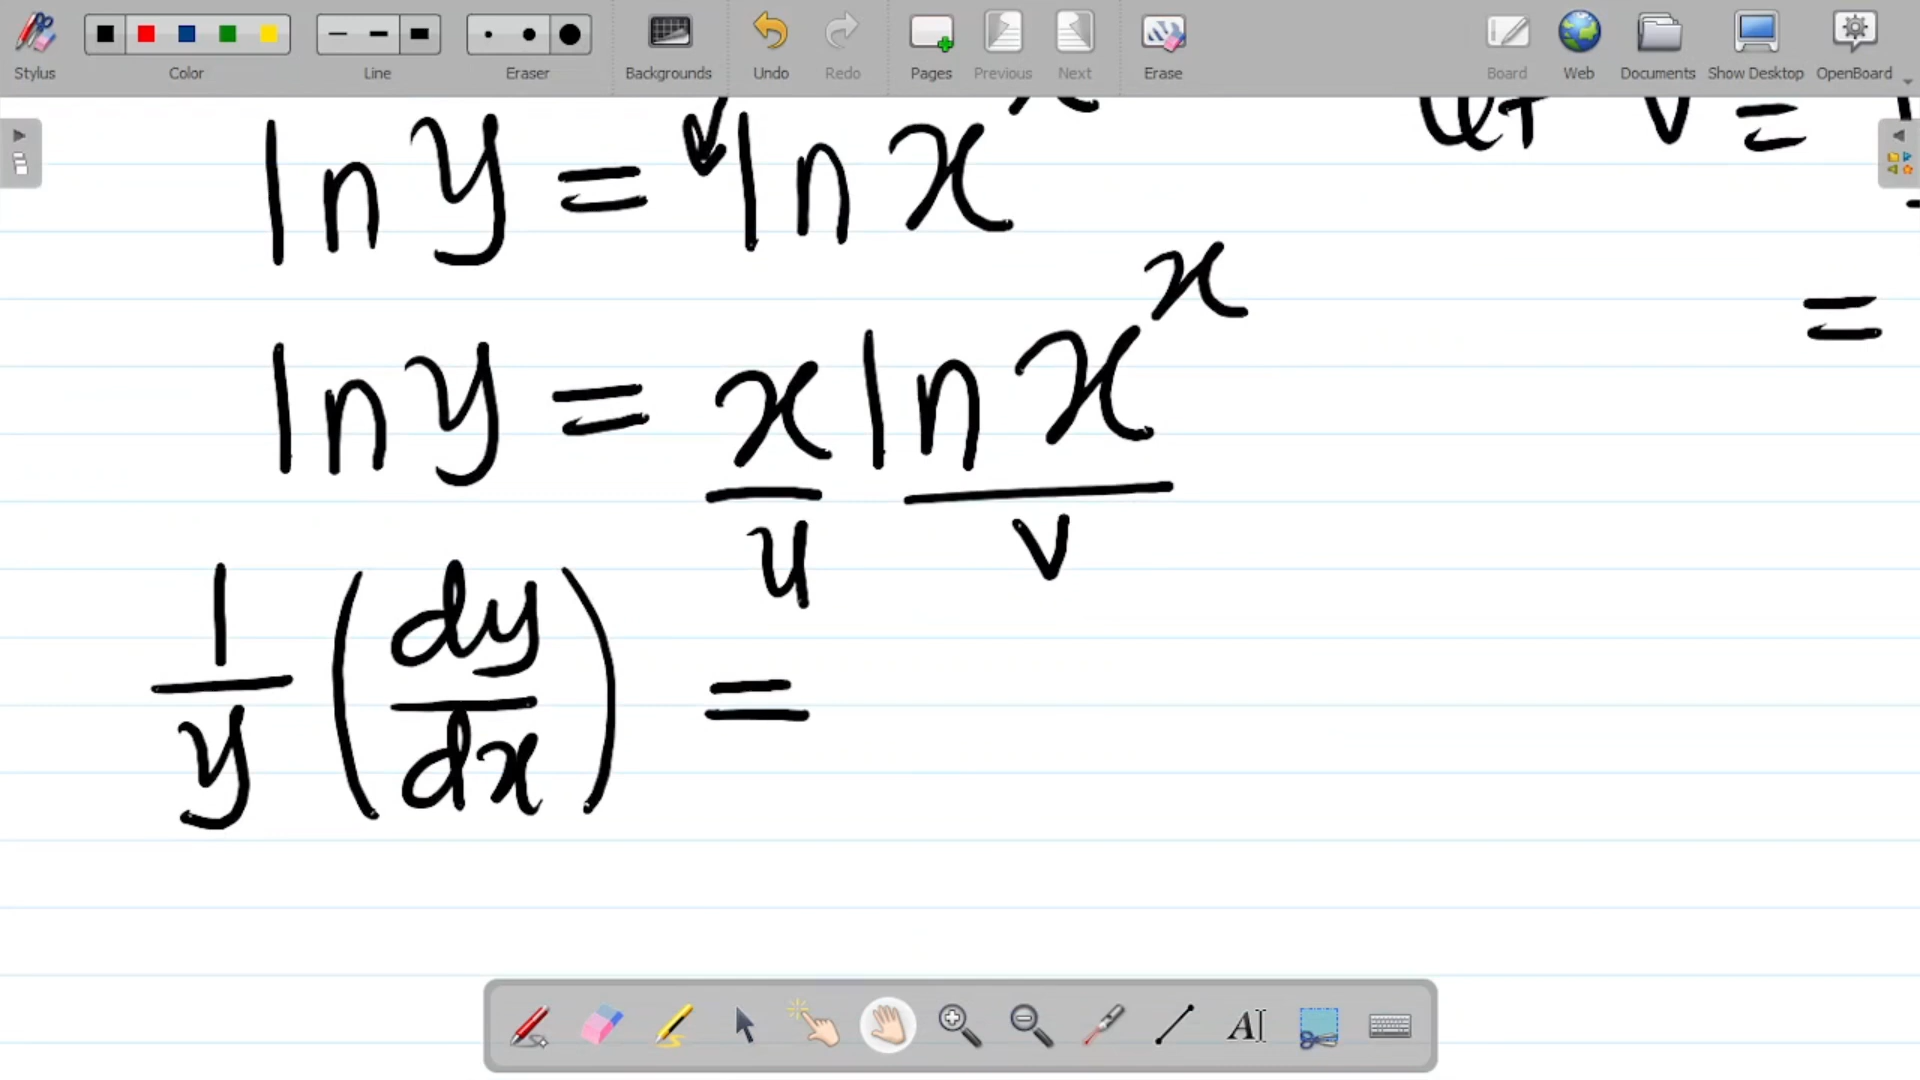 Stylus Color Line Eraser Backgrounds Undo Redo Pages Previous Next Erase Board Web Documents Show Desktop OpenBoard
ln y = ln x
let v =
=
ln y = x ln x^x
u v
1/y (dy/dx) =